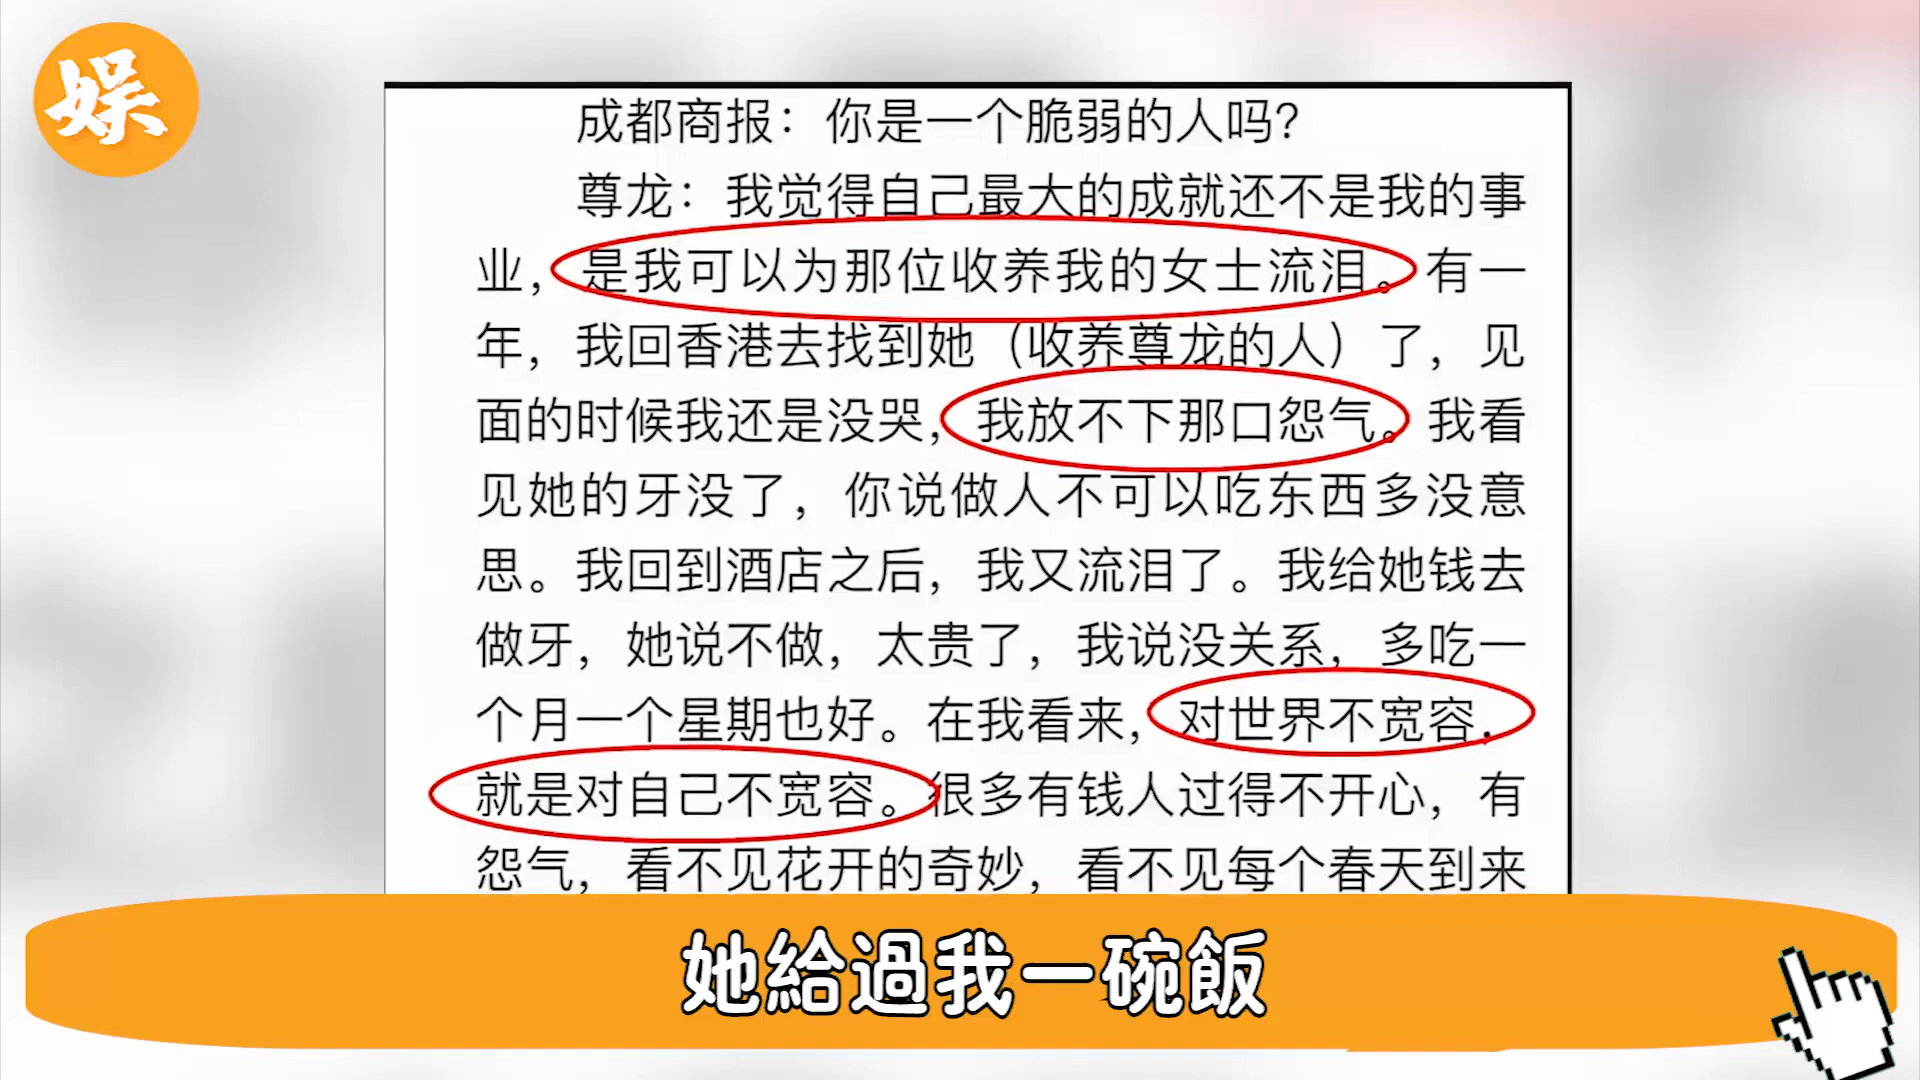 娱
成都商报：你是一个脆弱的人吗？
尊龙：我觉得自己最大的成就还不是我的事
业，是我可以为那位收养我的女士流泪。有一
年，我回香港去找到她（收养尊龙的人）了，见
面的时候我还是没哭，我放不下那口怨气。我看
见她的牙没了，你说做人不可以吃东西多没意
思。我回到酒店之后，我又流泪了。我给她钱去
做牙，她说不做，太贵了，我说没关系，多吃一
个月一个星期也好。在我看来，对世界不宽容，
就是对自己不宽容。很多有钱人过得不开心，有
怨气，看不见花开的奇妙，看不见每个春天到来
她給過我一碗飯